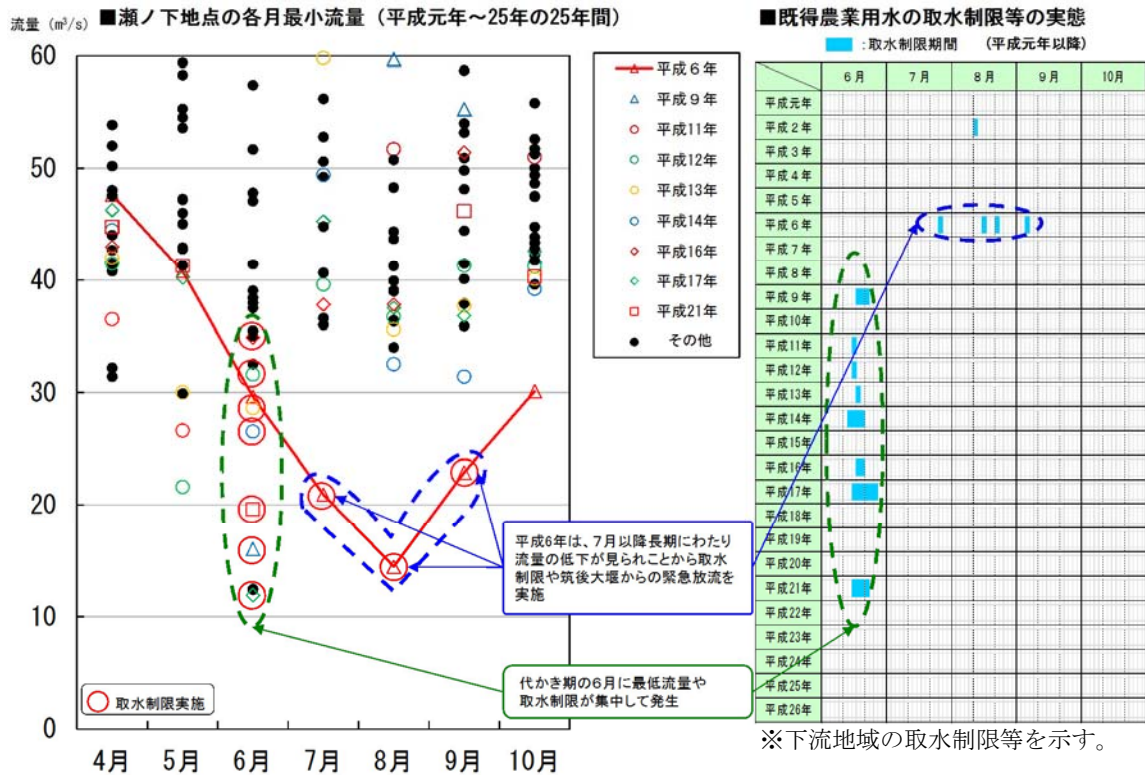 ■瀬ノ下地点の各月最小流量（平成元年～25年の25年間）
流量（m³/s）
60
50
40
30
20
10
0
4月
5月
6月
7月
8月
9月
10月
平成６年
平成９年
平成11年
平成12年
平成13年
平成14年
平成16年
平成17年
平成21年
その他
取水制限実施
平成6年は、７月以降長期にわたり
流量の低下が見られことから取水
制限や筑後大堰からの緊急放流を
実施
代かき期の6月に最低流量や
取水制限が集中して発生
■既得農業用水の取水制限等の実態
:取水制限期間　(平成元年以降)
６月
７月
８月
９月
10月
平成元年
平成２年
平成３年
平成４年
平成５年
平成６年
平成７年
平成８年
平成９年
平成10年
平成11年
平成12年
平成13年
平成14年
平成15年
平成16年
平成17年
平成18年
平成19年
平成20年
平成21年
平成22年
平成23年
平成24年
平成25年
平成26年
※下流地域の取水制限等を示す。